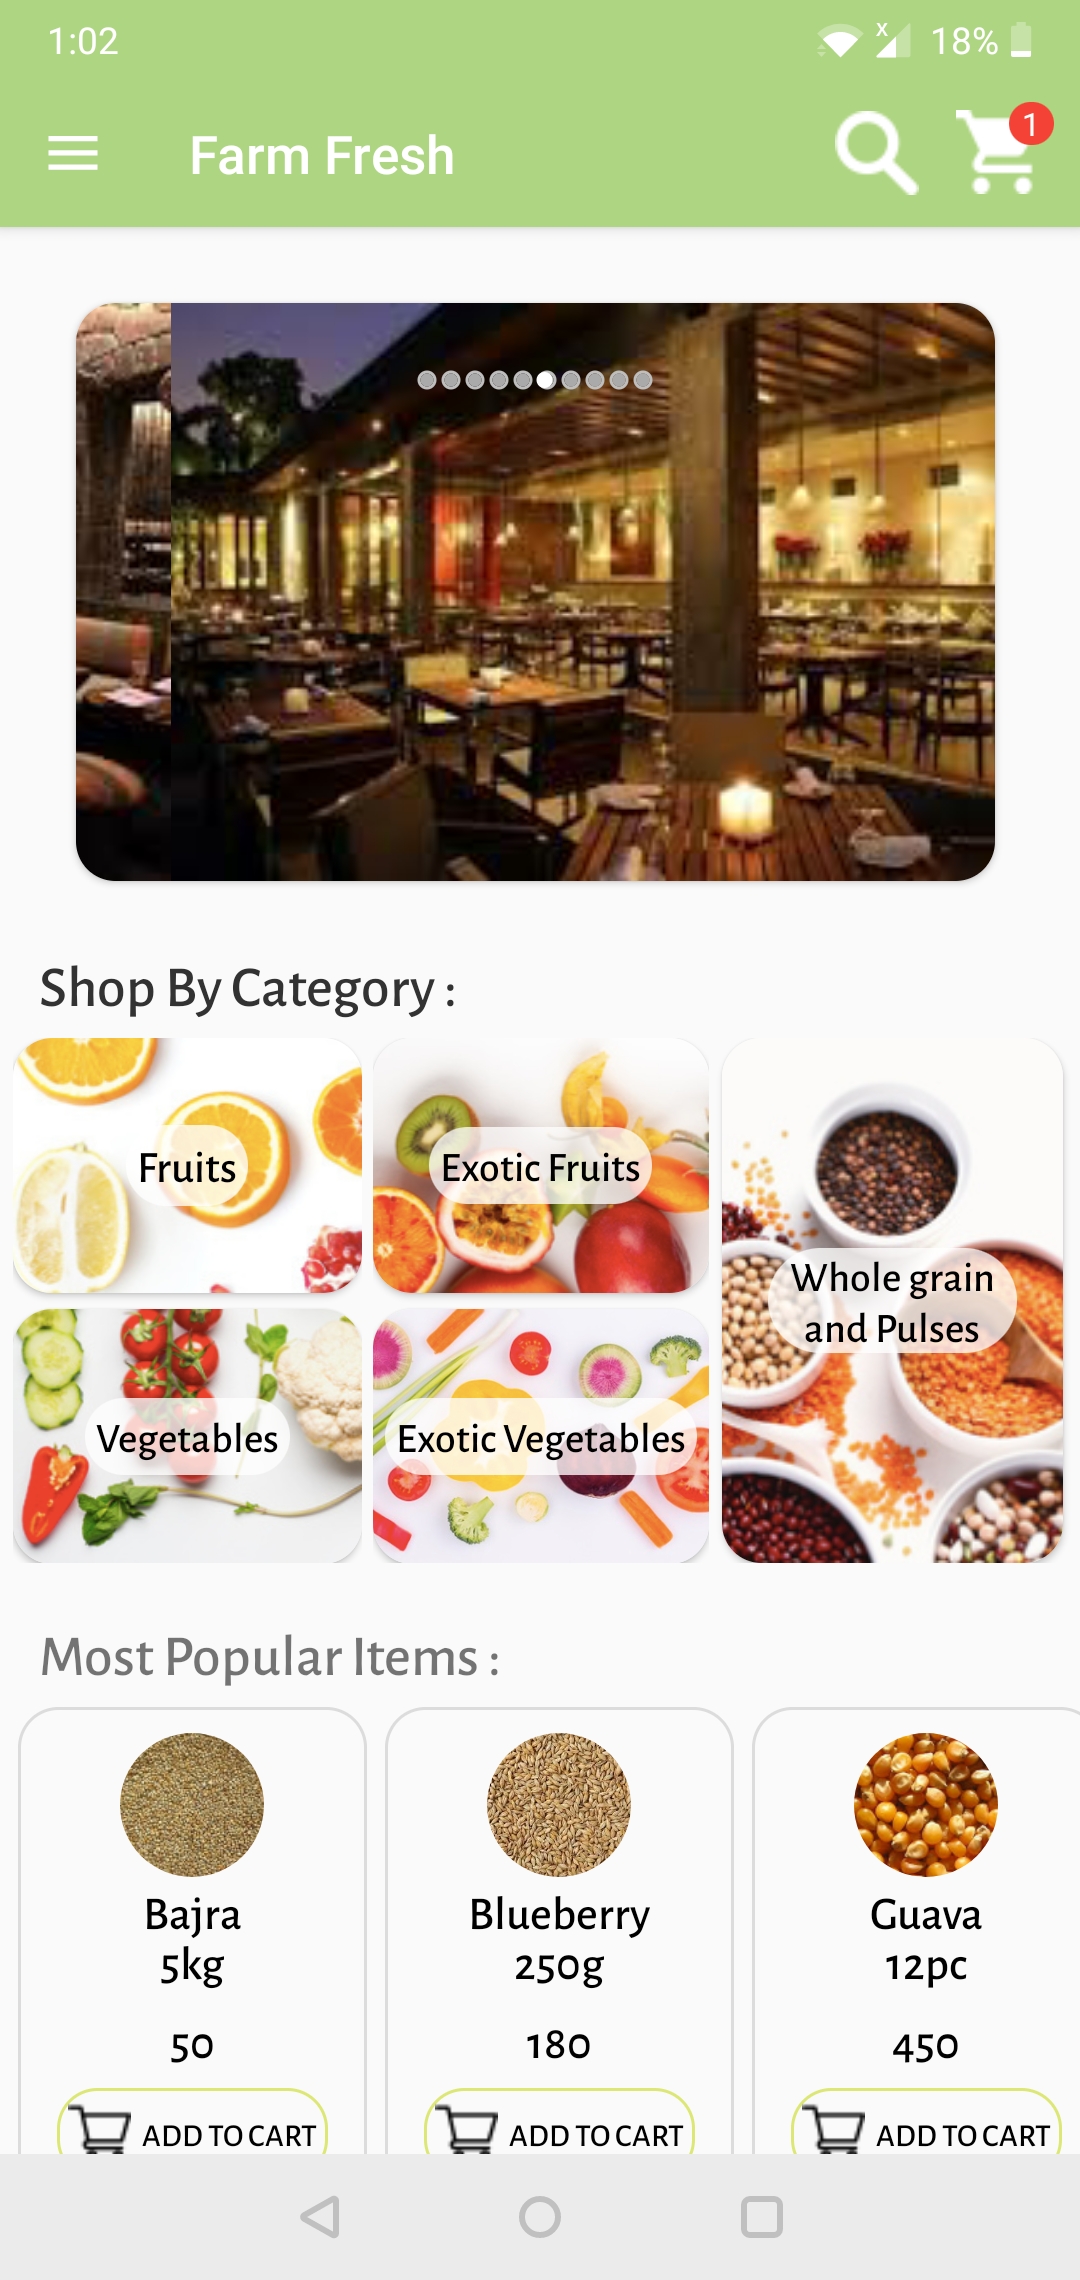 1:02
x
18%
Farm Fresh
1
Shop By Category :
Fruits
Exotic Fruits
Whole grain
and Pulses
Vegetables
Exotic Vegetables
Most Popular Items :
Bajra
5kg
50
ADD TO CART
Blueberry
250g
180
ADD TO CART
Guava
12pc
450
ADD TO CART